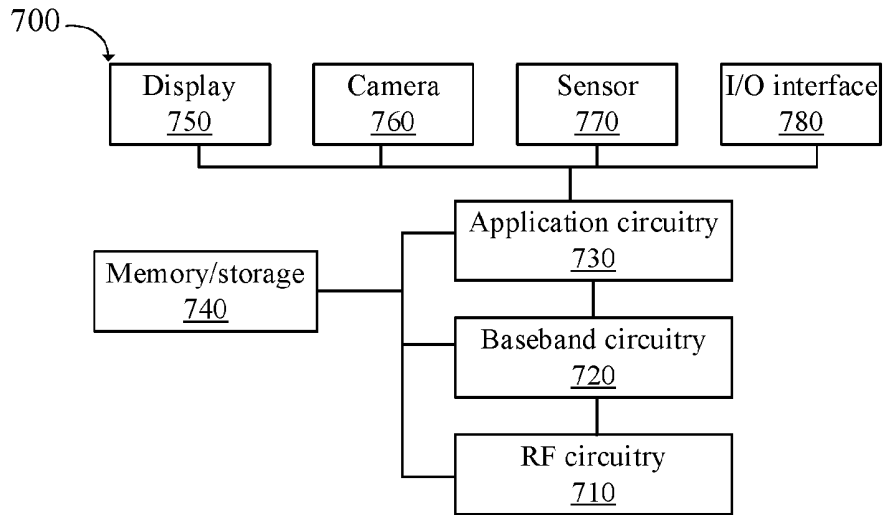 700
Display
750
Camera
760
Sensor
770
I/O interface
780
Application circuitry
730
Memory/storage
740
Baseband circuitry
720
RF circuitry
710